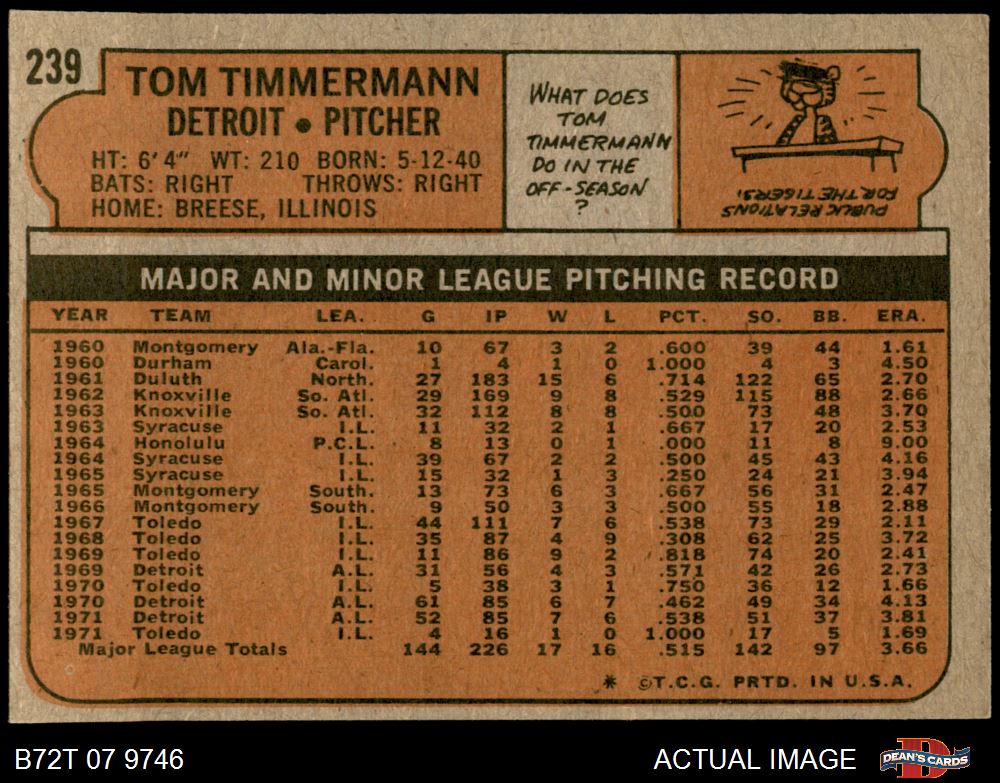 239
TOM TIMMERMANN
DETROIT • PITCHER
HT: 6' 4" WT: 210 BORN: 5-12-40
BATS: RIGHT THROWS: RIGHT
HOME: BREESE, ILLINOIS
WHAT DOES
TOM
TIMMERMANN
DO IN THE
OFF-SEASON
?
PUBLIC RELATIONS
FOR THE TIGERS.
MAJOR AND MINOR LEAGUE PITCHING RECORD
YEAR TEAM LEA. G IP W L PCT. SO. BB. ERA.
1960 Montgomery Ala.-Fla. 10 67 3 2 .600 39 44 1.61
1960 Durham Carol. 1 4 1 0 1.000 4 3 4.50
1961 Duluth North. 27 183 15 6 .714 122 65 2.70
1962 Knoxville So. Atl. 29 169 9 8 .529 115 88 2.66
1963 Knoxville So. Atl. 32 112 8 8 .500 73 48 3.70
1963 Syracuse I.L. 11 32 2 1 .667 17 20 2.53
1964 Honolulu P.C.L. 8 13 0 1 .000 11 8 9.00
1964 Syracuse I.L. 39 67 2 2 .500 45 43 4.16
1965 Syracuse I.L. 15 32 1 3 .250 24 21 3.94
1965 Montgomery South. 13 73 6 3 .667 56 31 2.47
1966 Montgomery South. 9 50 3 3 .500 55 18 2.88
1967 Toledo I.L. 44 111 7 6 .538 73 29 2.11
1968 Toledo I.L. 35 87 4 9 .308 62 25 3.72
1969 Toledo I.L. 11 86 9 2 .818 74 20 2.41
1969 Detroit A.L. 31 56 4 3 .571 42 26 2.73
1970 Toledo I.L. 5 38 3 1 .750 36 12 1.66
1970 Detroit A.L. 61 85 6 7 .462 49 34 4.13
1971 Detroit A.L. 52 85 7 6 .538 51 37 3.81
1971 Toledo I.L. 4 16 1 0 1.000 17 5 1.69
Major League Totals 144 226 17 16 .515 142 97 3.66
* ©T.C.G. PRTD. IN U.S.A.
B72T 07 9746
ACTUAL IMAGE
DEAN'S CARDS